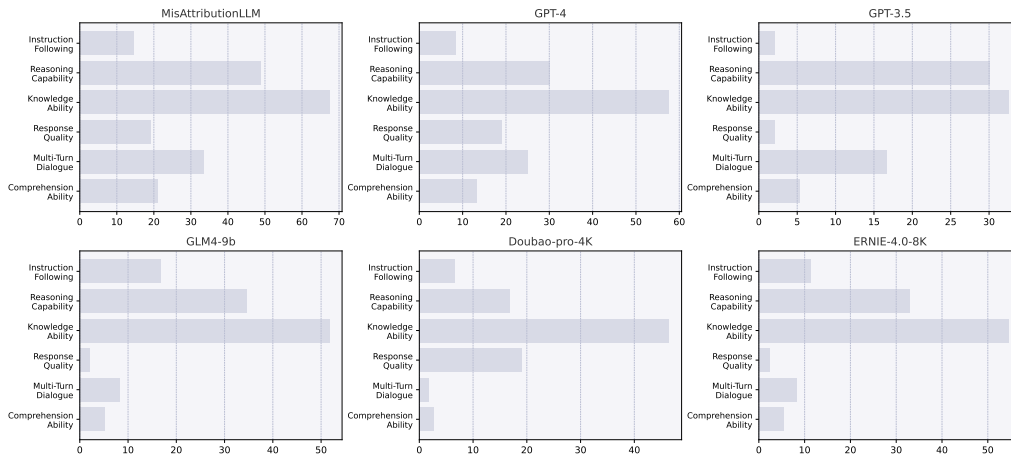 MisAttributionLLM
Instruction
Following
Reasoning
Capability
Knowledge
Ability
Response
Quality
Multi-Turn
Dialogue
Comprehension
Ability
0 10 20 30 40 50 60 70
GPT-4
Instruction
Following
Reasoning
Capability
Knowledge
Ability
Response
Quality
Multi-Turn
Dialogue
Comprehension
Ability
0 10 20 30 40 50 60
GPT-3.5
Instruction
Following
Reasoning
Capability
Knowledge
Ability
Response
Quality
Multi-Turn
Dialogue
Comprehension
Ability
0 5 10 15 20 25 30
GLM4-9b
Instruction
Following
Reasoning
Capability
Knowledge
Ability
Response
Quality
Multi-Turn
Dialogue
Comprehension
Ability
0 10 20 30 40 50
Doubao-pro-4K
Instruction
Following
Reasoning
Capability
Knowledge
Ability
Response
Quality
Multi-Turn
Dialogue
Comprehension
Ability
0 10 20 30 40
ERNIE-4.0-8K
Instruction
Following
Reasoning
Capability
Knowledge
Ability
Response
Quality
Multi-Turn
Dialogue
Comprehension
Ability
0 10 20 30 40 50